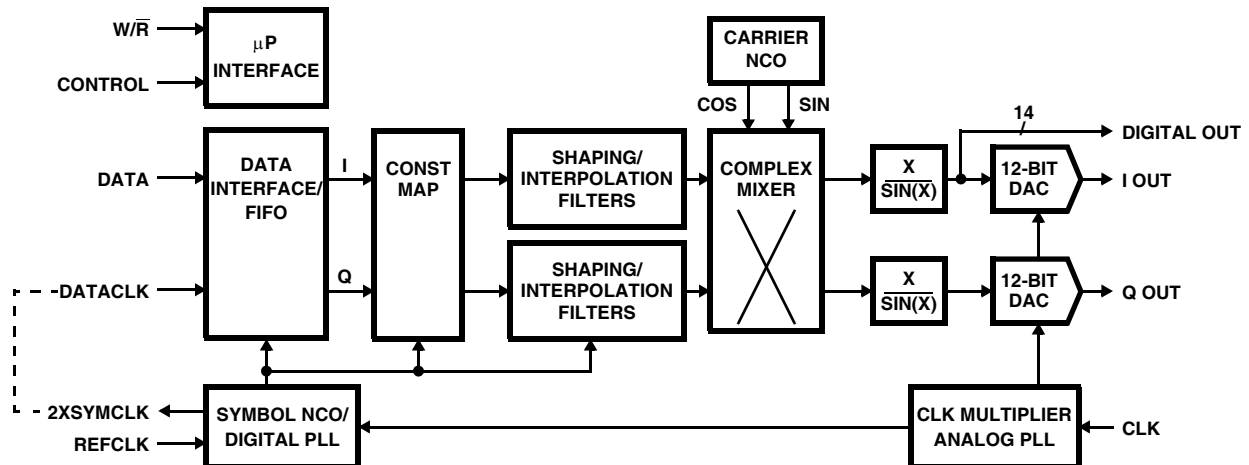 W/R̅
CONTROL
μP
INTERFACE
CARRIER
NCO
COS
SIN
14
DIGITAL OUT
DATA
DATA
INTERFACE/
FIFO
I
CONST
MAP
SHAPING/
INTERPOLATION
FILTERS
COMPLEX
MIXER
X
SIN(X)
12-BIT
DAC
I OUT
DATACLK
Q
SHAPING/
INTERPOLATION
FILTERS
X
SIN(X)
12-BIT
DAC
Q OUT
2XSYMCLK
REFCLK
SYMBOL NCO/
DIGITAL PLL
CLK MULTIPLIER
ANALOG PLL
CLK